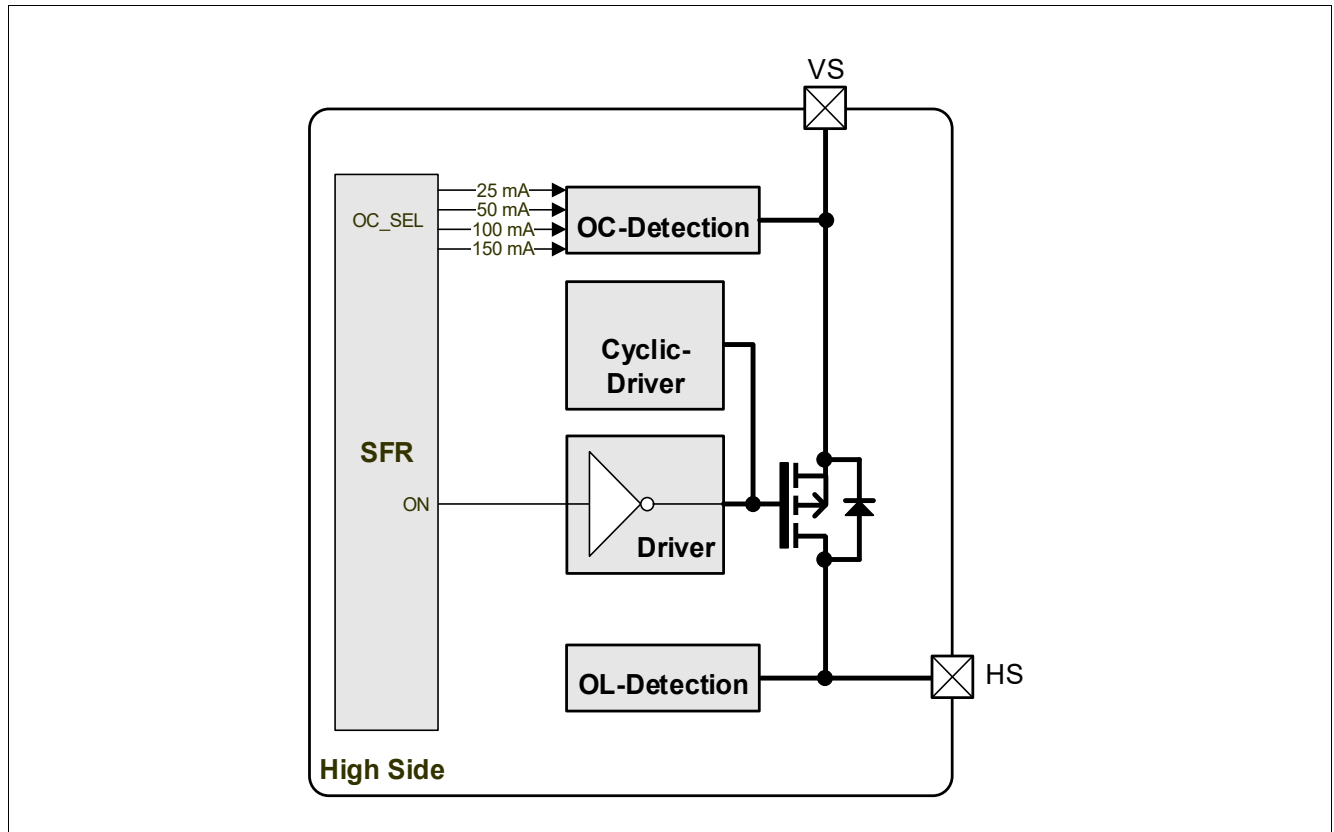 VS
25 mA
OC_SEL
50 mA
100 mA
150 mA
OC-Detection
Cyclic-
Driver
SFR
ON
Driver
OL-Detection
HS
High Side